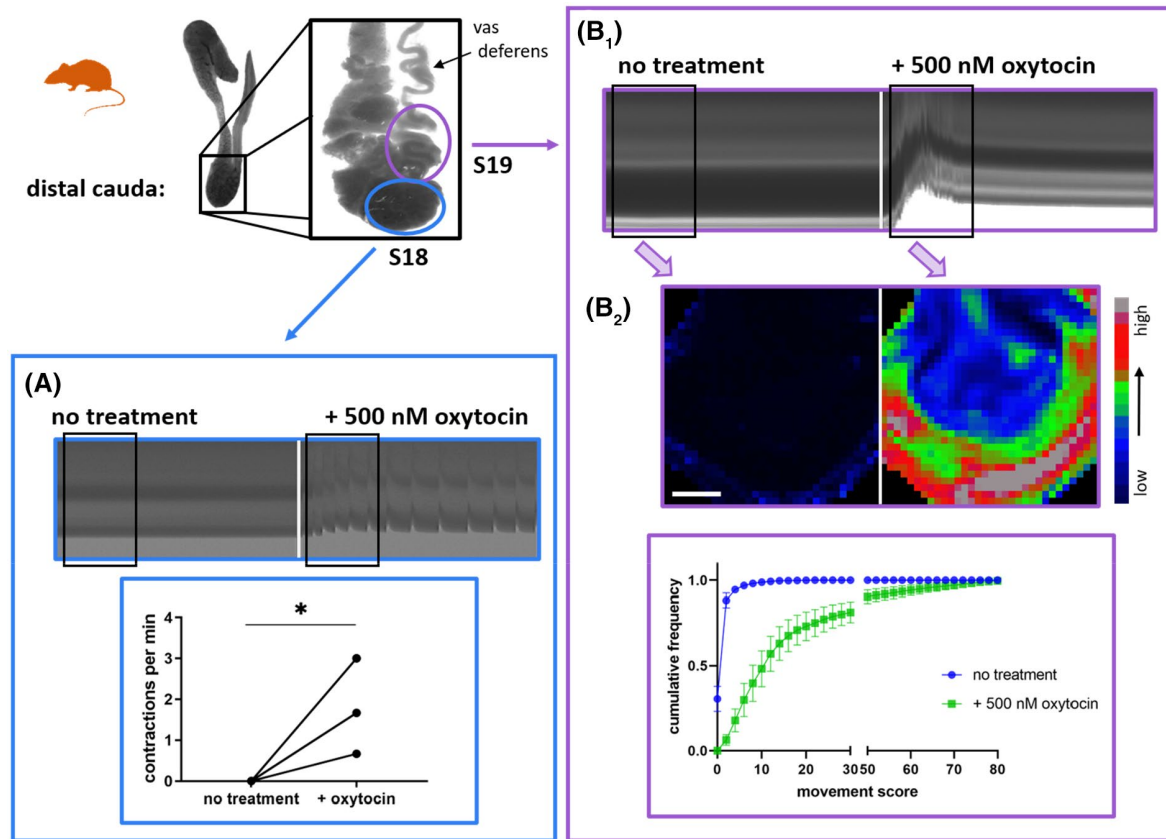 vas
deferens
distal cauda:
S19
S18
(A)
no treatment
+ 500 nM oxytocin
*
contractions per min
4
3
2
1
0
no treatment
+ oxytocin
(B1)
no treatment
+ 500 nM oxytocin
(B2)
high
low
cumulative frequency
1.0
0.5
0.0
0 10 20 30 50 60 70 80
movement score
no treatment
+ 500 nM oxytocin